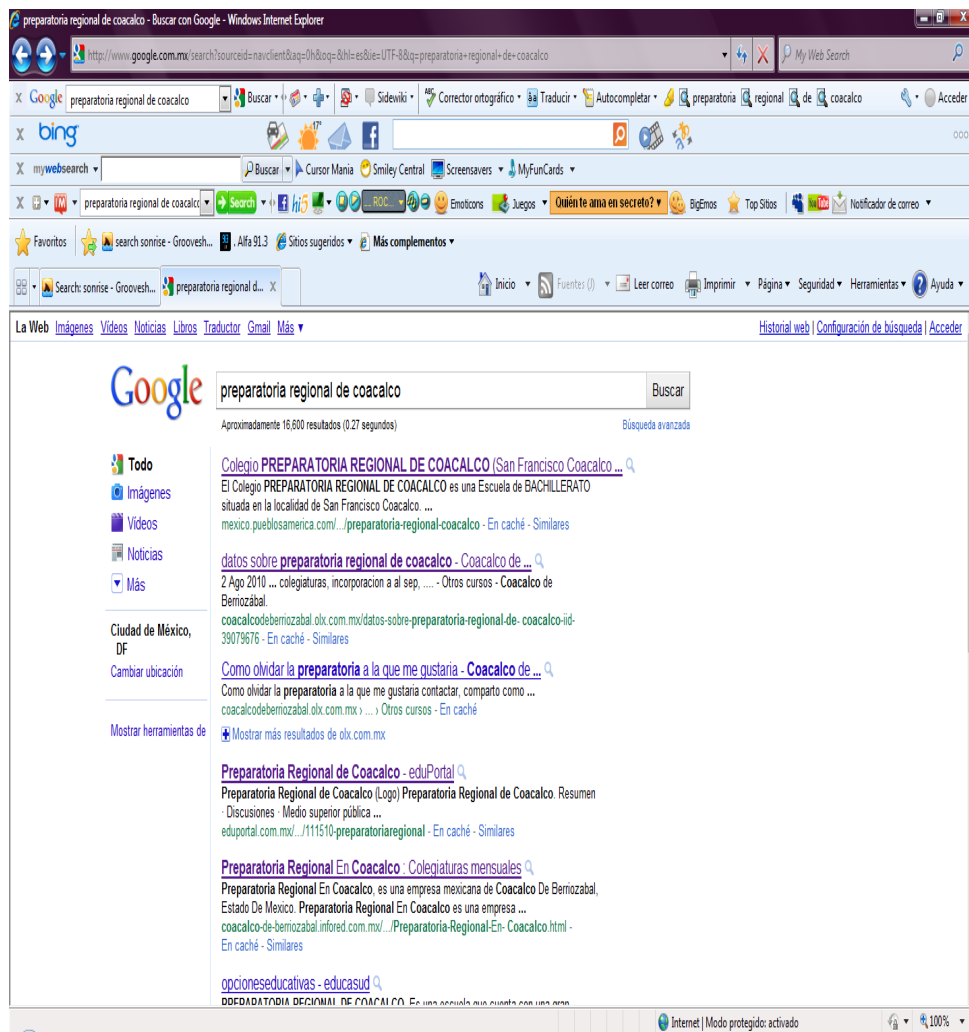 preparatoria regional de coacalco - Buscar con Google - Windows Internet Explorer
http://www.google.com.mx/search?sourceid=navclient&aq=0h&oq=&hl=es&ie=UTF-8&q=preparatoria+regional+de+coacalco My Web Search
X Google preparatoria regional de coacalco Buscar Sidewiki Corrector ortográfico Traducir Autocompletar preparatoria regional de coacalco Acceder
x bing 17°
X mywebsearch Buscar Cursor Mania Smiley Central Screensavers MyFunCards
X preparatoria regional de coacalc Search hi5 ... ROC... Emoticons Juegos Quién te ama en secreto? BigEmos Top Sitios Notificador de correo
Favoritos search sonrise - Groovesh... . Alfa 91.3 Sitios sugeridos Más complementos
Search: sonrise - Groovesh... preparatoria regional d... X Inicio Fuentes (J) Leer correo Imprimir Página Seguridad Herramientas Ayuda
La Web Imágenes Vídeos Noticias Libros Traductor Gmail Más Historial web | Configuración de búsqueda | Acceder
Google preparatoria regional de coacalco Buscar
Aproximadamente 16,600 resultados (0.27 segundos) Búsqueda avanzada
Todo
Imágenes
Vídeos
Noticias
Más
Ciudad de México,
DF
Cambiar ubicación
Mostrar herramientas de
Colegio PREPARATORIA REGIONAL DE COACALCO (San Francisco Coacalco ...
El Colegio PREPARATORIA REGIONAL DE COACALCO es una Escuela de BACHILLERATO
situada en la localidad de San Francisco Coacalco. ...
mexico.pueblosamerica.com/.../preparatoria-regional-coacalco - En caché - Similares
datos sobre preparatoria regional de coacalco - Coacalco de ...
2 Ago 2010 ... colegiaturas, incorporacion a al sep, .... - Otros cursos - Coacalco de
Berriozábal.
coacalcodeberriozabal.olx.com.mx/datos-sobre-preparatoria-regional-de- coacalco-iid-
39079676 - En caché - Similares
Como olvidar la preparatoria a la que me gustaria - Coacalco de ...
Como olvidar la preparatoria a la que me gustaria contactar, comparto como ...
coacalcodeberriozabal.olx.com.mx › ... › Otros cursos - En caché
Mostrar más resultados de olx.com.mx
Preparatoria Regional de Coacalco - eduPortal
Preparatoria Regional de Coacalco (Logo) Preparatoria Regional de Coacalco. Resumen
· Discusiones · Medio superior pública ...
eduportal.com.mx/.../111510-preparatoriaregional - En caché - Similares
Preparatoria Regional En Coacalco : Colegiaturas mensuales
Preparatoria Regional En Coacalco, es una empresa mexicana de Coacalco De Berriozabal,
Estado De Mexico. Preparatoria Regional En Coacalco es una empresa ...
coacalco-de-berriozabal.infored.com.mx/.../Preparatoria-Regional-En- Coacalco.html -
En caché - Similares
opcioneseducativas - educasud
PREPARATORIA REGIONAL DE COACALCO. Es una escuela que cuenta con una gran
Internet | Modo protegido: activado 100%